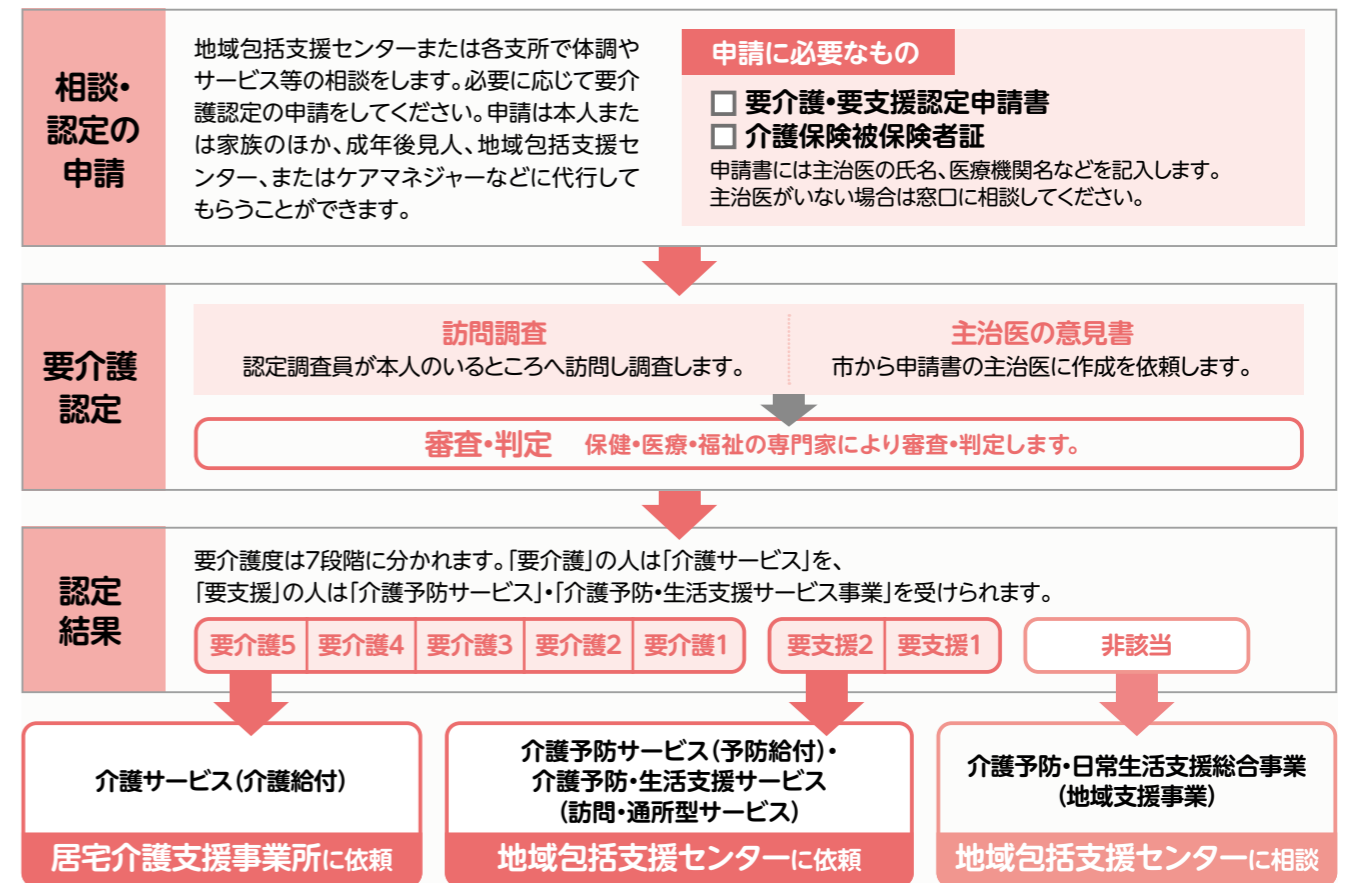 相談・
認定の
申請
地域包括支援センターまたは各支所で体調や
サービス等の相談をします。必要に応じて要介
護認定の申請をしてください。申請は本人また
は家族のほか、成年後見人、地域包括支援セ
ンター、またはケアマネジャーなどに代行して
もらうことができます。
申請に必要なもの
□ 要介護・要支援認定申請書
□ 介護保険被保険者証
申請書には主治医の氏名、医療機関名などを記入します。
主治医がいない場合は窓口に相談してください。
要介護
認定
訪問調査
認定調査員が本人のいるところへ訪問し調査します。
主治医の意見書
市から申請書の主治医に作成を依頼します。
審査・判定 保健・医療・福祉の専門家により審査・判定します。
認定
結果
要介護度は7段階に分かれます。「要介護」の人は「介護サービス」を、
「要支援」の人は「介護予防サービス」・「介護予防・生活支援サービス事業」を受けられます。
要介護5 要介護4 要介護3 要介護2 要介護1 要支援2 要支援1 非該当
介護サービス(介護給付)
居宅介護支援事業所に依頼
介護予防サービス(予防給付)・
介護予防・生活支援サービス
(訪問・通所型サービス)
地域包括支援センターに依頼
介護予防・日常生活支援総合事業
(地域支援事業)
地域包括支援センターに相談